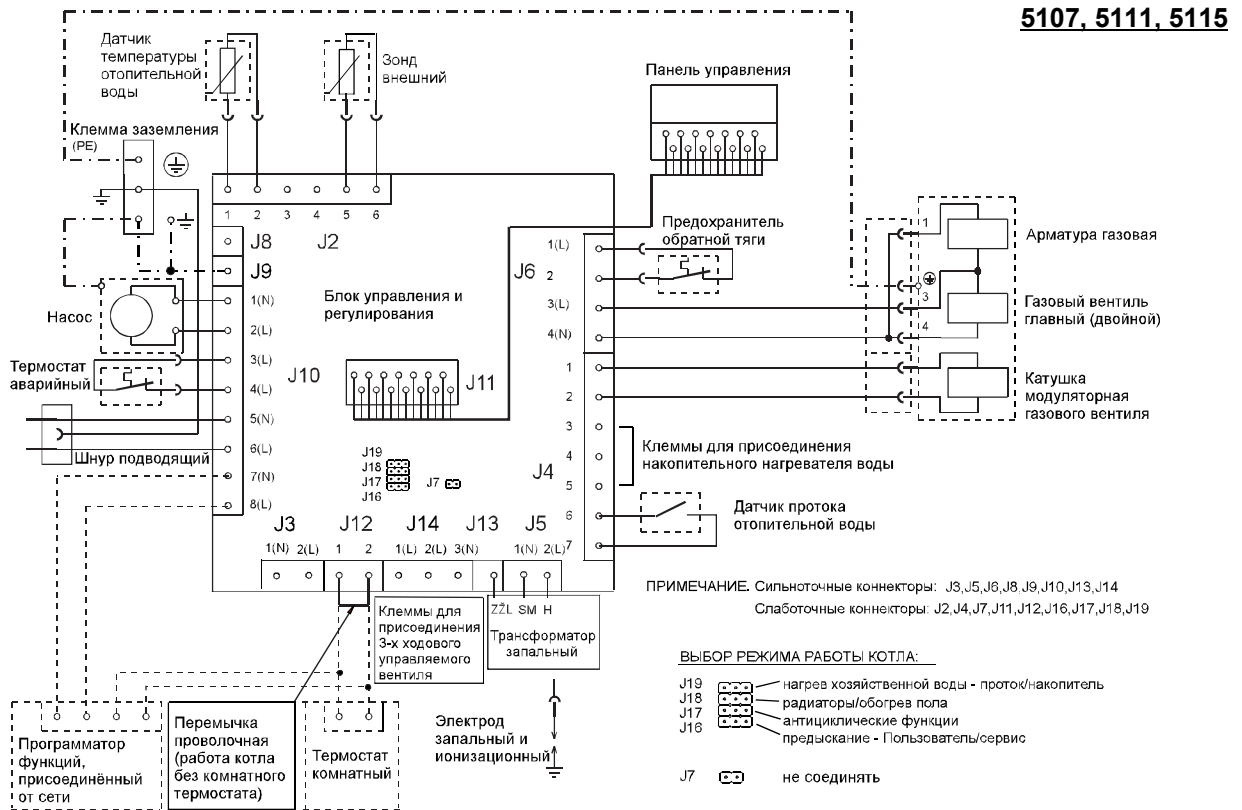 5107, 5111, 5115
Датчик
температуры
отопительной
воды
Зонд
внешний
Панель управления
Клемма заземления
(PE)
1 2 3 4 5 6
J8
J2
J9
Предохранитель
обратной тяги
1(L)
J6 2
3(L)
4(N)
1
Арматура газовая
3
Газовый вентиль
главный (двойной)
4
Насос
1(N)
2(L)
Блок управления и
регулирования
Термостат
аварийный
3(L)
4(L)
J10
J11
5(N)
6(L)
7(N)
8(L)
Шнур подводящий
1
2
3
4
5
6
7
J4
Катушка
модуляторная
газового вентиля
Клеммы для присоединения
накопительного нагревателя воды
Датчик протока
отопительной воды
J19
J18
J17
J16
J7
J3 J12 J14 J13 J5
1(N) 2(L) 1 2 1(L) 2(L) 3(N) 1(N) 2(L)
ZŽL SM H
Трансформатор
запальный
Клеммы для
присоединения
3-х ходового
управляемого
вентиля
ПРИМЕЧАНИЕ. Сильноточные коннекторы: J3,J5,J6,J8,J9,J10,J13,J14
Слаботочные коннекторы: J2,J4,J7,J11,J12,J16,J17,J18,J19
ВЫБОР РЕЖИМА РАБОТЫ КОТЛА:
J19 нагрев хозяйственной воды - проток/накопитель
J18 радиаторы/обогрев пола
J17 антициклические функции
J16 предыскание - Пользователь/сервис
J7 не соединять
Программатор
функций,
присоединённый
от сети
Перемычка
проволочная
(работа котла
без комнатного
термостата)
Термостат
комнатный
Электрод
запальный и
ионизационный